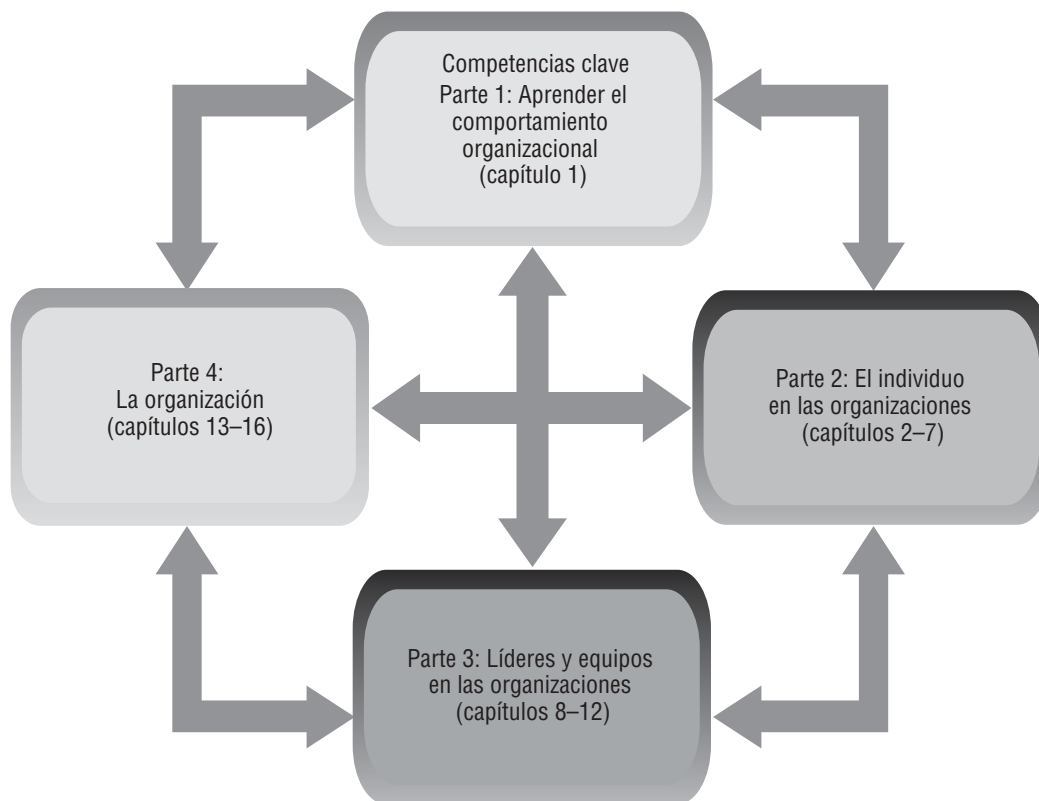 Competencias clave
Parte 1: Aprender el
comportamiento
organizacional
(capítulo 1)
Parte 4:
La organización
(capítulos 13–16)
Parte 2: El individuo
en las organizaciones
(capítulos 2–7)
Parte 3: Líderes y equipos
en las organizaciones
(capítulos 8–12)